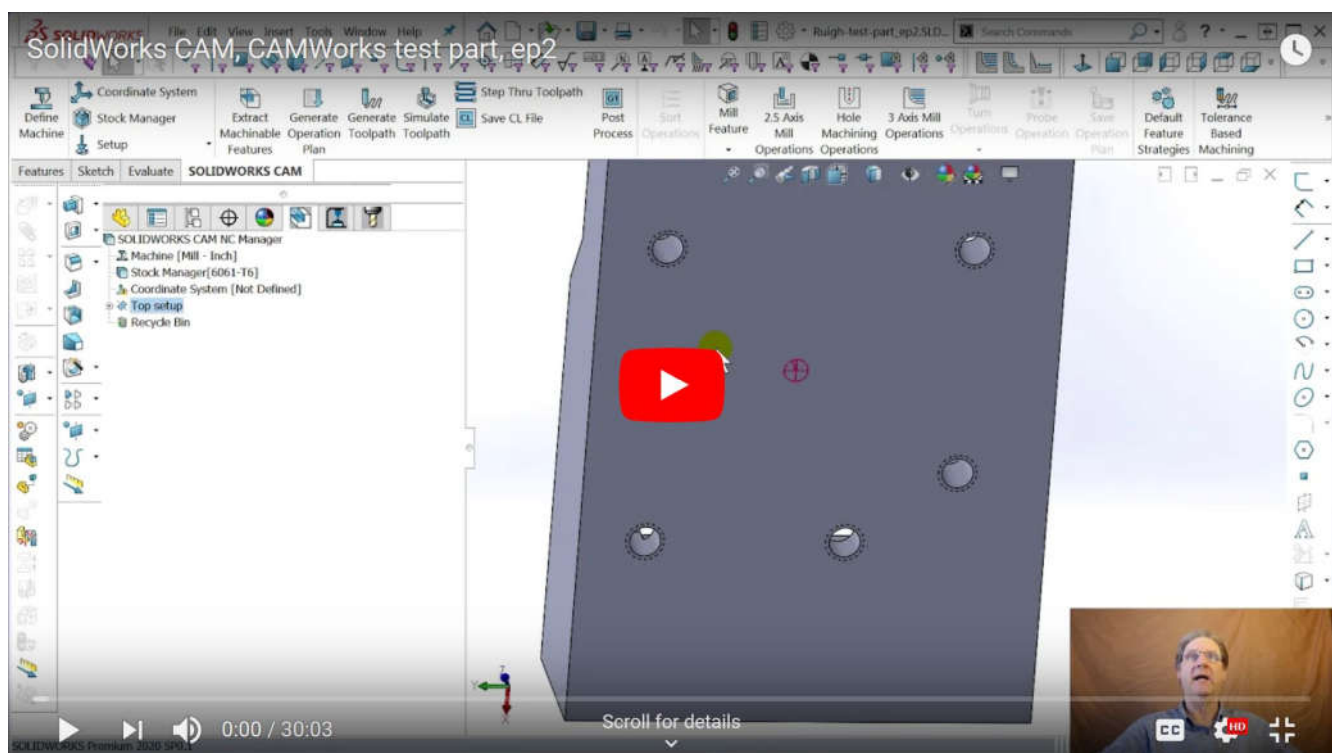 SOLIDWORKS File Edit View Insert Tools Window Help Ruigh-test-part_ep2.SLD... Search Commands
SolidWorks CAM, CAMWorks test part, ep2
Define Machine
Coordinate System
Stock Manager
Setup
Extract Machinable Features
Generate Operation Plan
Generate Toolpath
Simulate Toolpath
Step Thru Toolpath
Save CL File
G1
Post Process
Sort Operations
Mill Feature
2.5 Axis Mill Operations
Hole Machining Operations
3 Axis Mill Operations
Turn Operations
Probe Operation
Save Operation Plan
Default Feature Strategies
Tolerance Based Machining
Features Sketch Evaluate SOLIDWORKS CAM
SOLIDWORKS CAM NC Manager
Machine [Mill - Inch]
Stock Manager[6061-T6]
Coordinate System [Not Defined]
Top setup
Recycle Bin
Z
Y
X
Scroll for details
0:00 / 30:03
CC HD
SOLIDWORKS Premium 2020 SP0.1